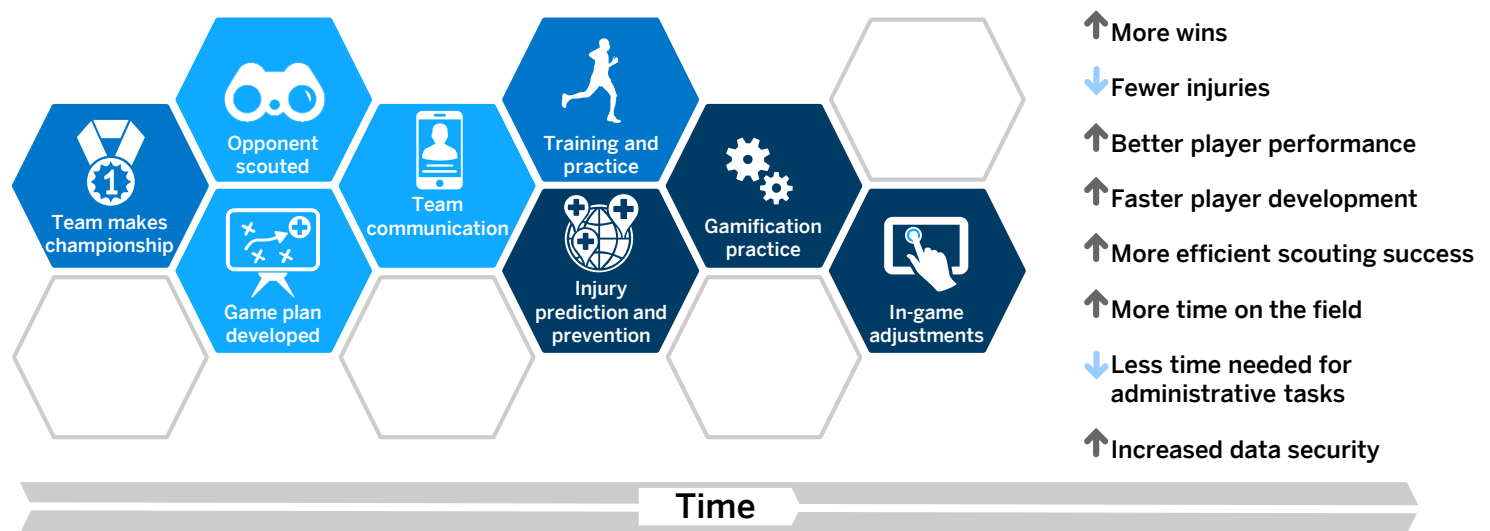 Team makes
championship
1
Opponent
scouted
Game plan
developed
Team
communication
Training and
practice
Injury
prediction and
prevention
Gamification
practice
In-game
adjustments
More wins
Fewer injuries
Better player performance
Faster player development
More efficient scouting success
More time on the field
Less time needed for
administrative tasks
Increased data security
Time